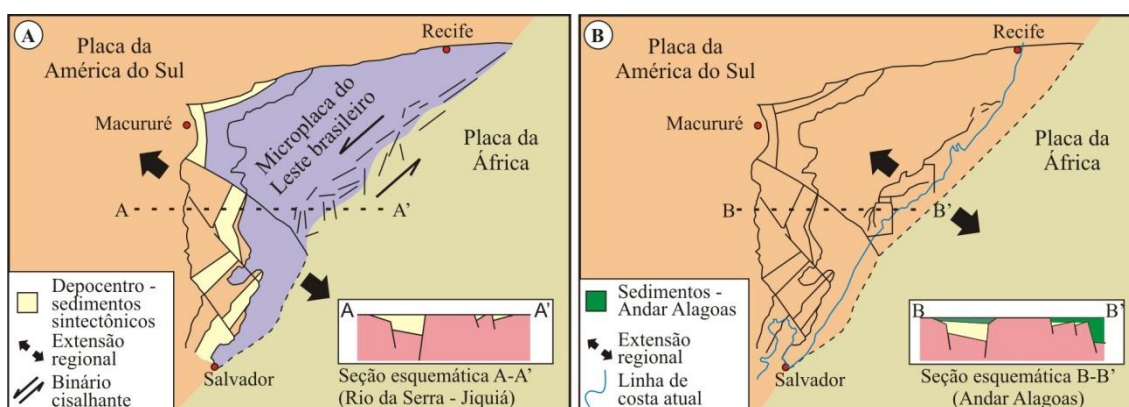 A
Placa da
América do Sul
Recife
Macururé
Microplaca do
Leste brasileiro
Placa da
África
A
A’
Depocentro -
sedimentos
sintectônicos
Extensão
regional
Binário
cisalhante
Salvador
A
A’
Seção esquemática A-A’
(Rio da Serra - Jiquiá)
B
Placa da
América do Sul
Recife
Macururé
Placa da
África
B
B’
Sedimentos -
Andar Alagoas
Extensão
regional
Linha de
costa atual
Salvador
B
B’
Seção esquemática B-B’
(Andar Alagoas)